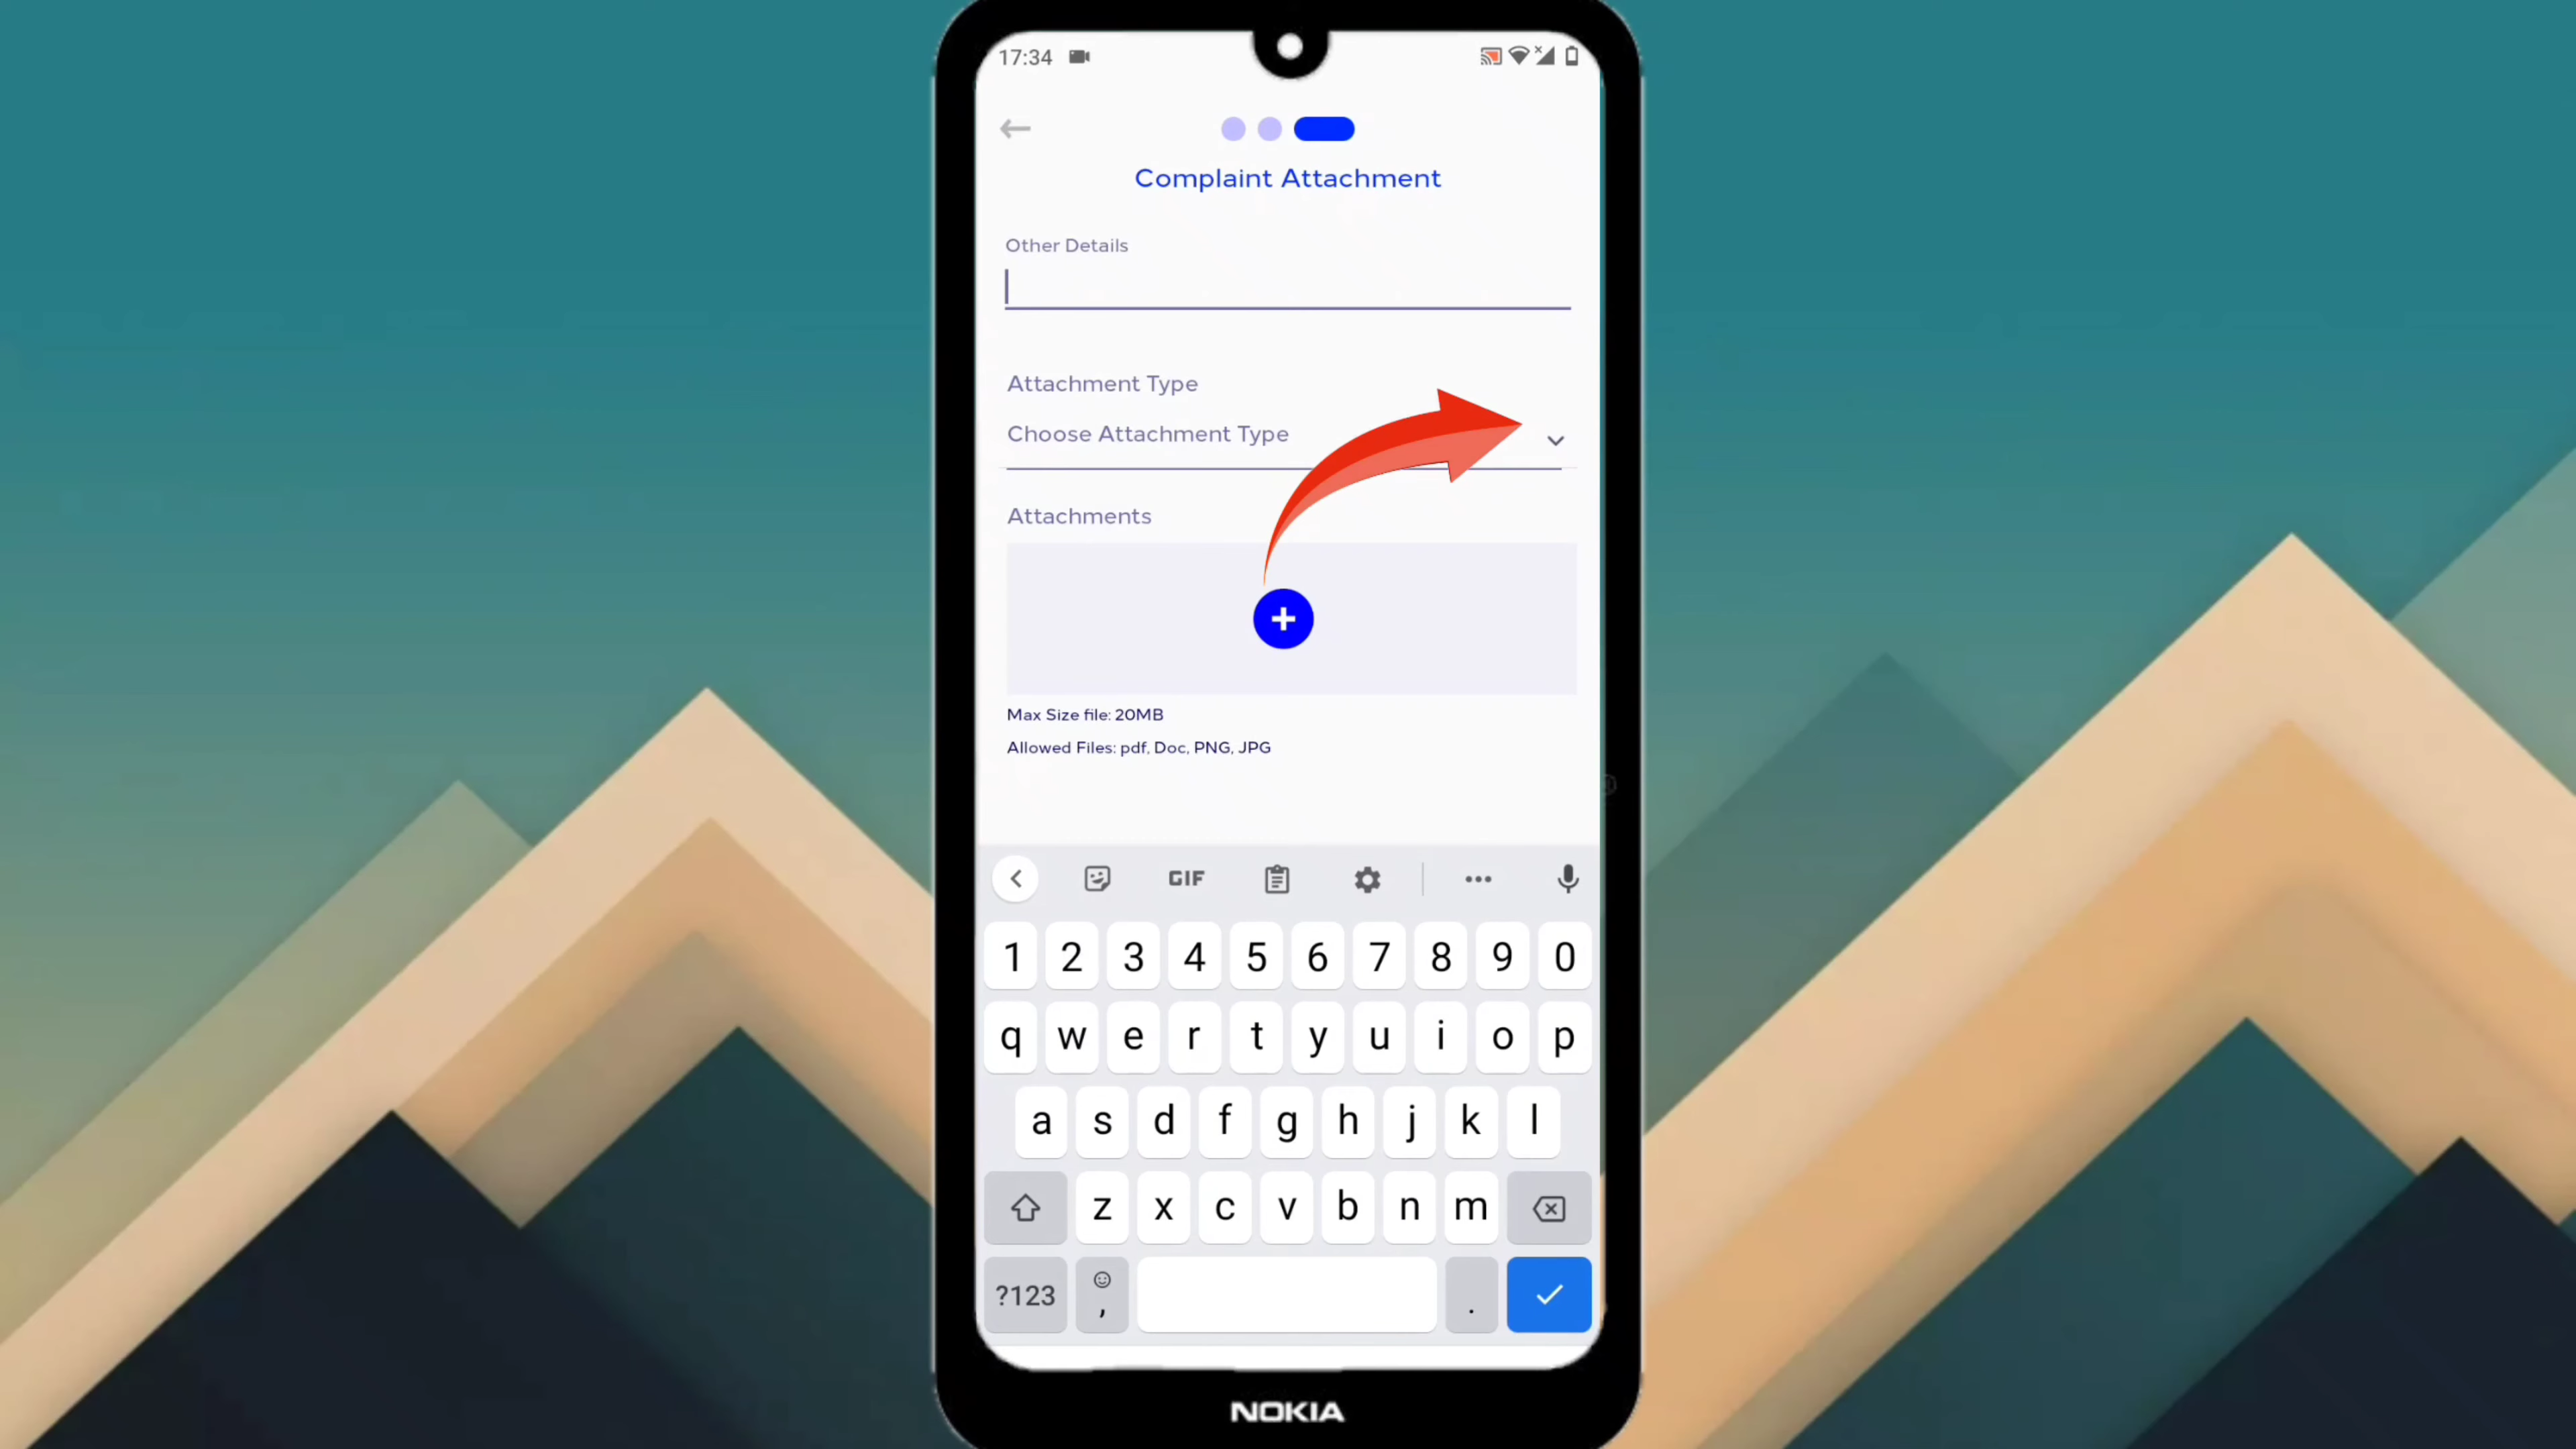 17:34
Complaint Attachment
Other Details
Attachment Type
Choose Attachment Type
Attachments
Max Size file: 20MB
Allowed Files: pdf, Doc, PNG, JPG
GIF
1 2 3 4 5 6 7 8 9 0
q w e r t y u i o p
a s d f g h j k l
z x c v b n m
?123 , .
NOKIA